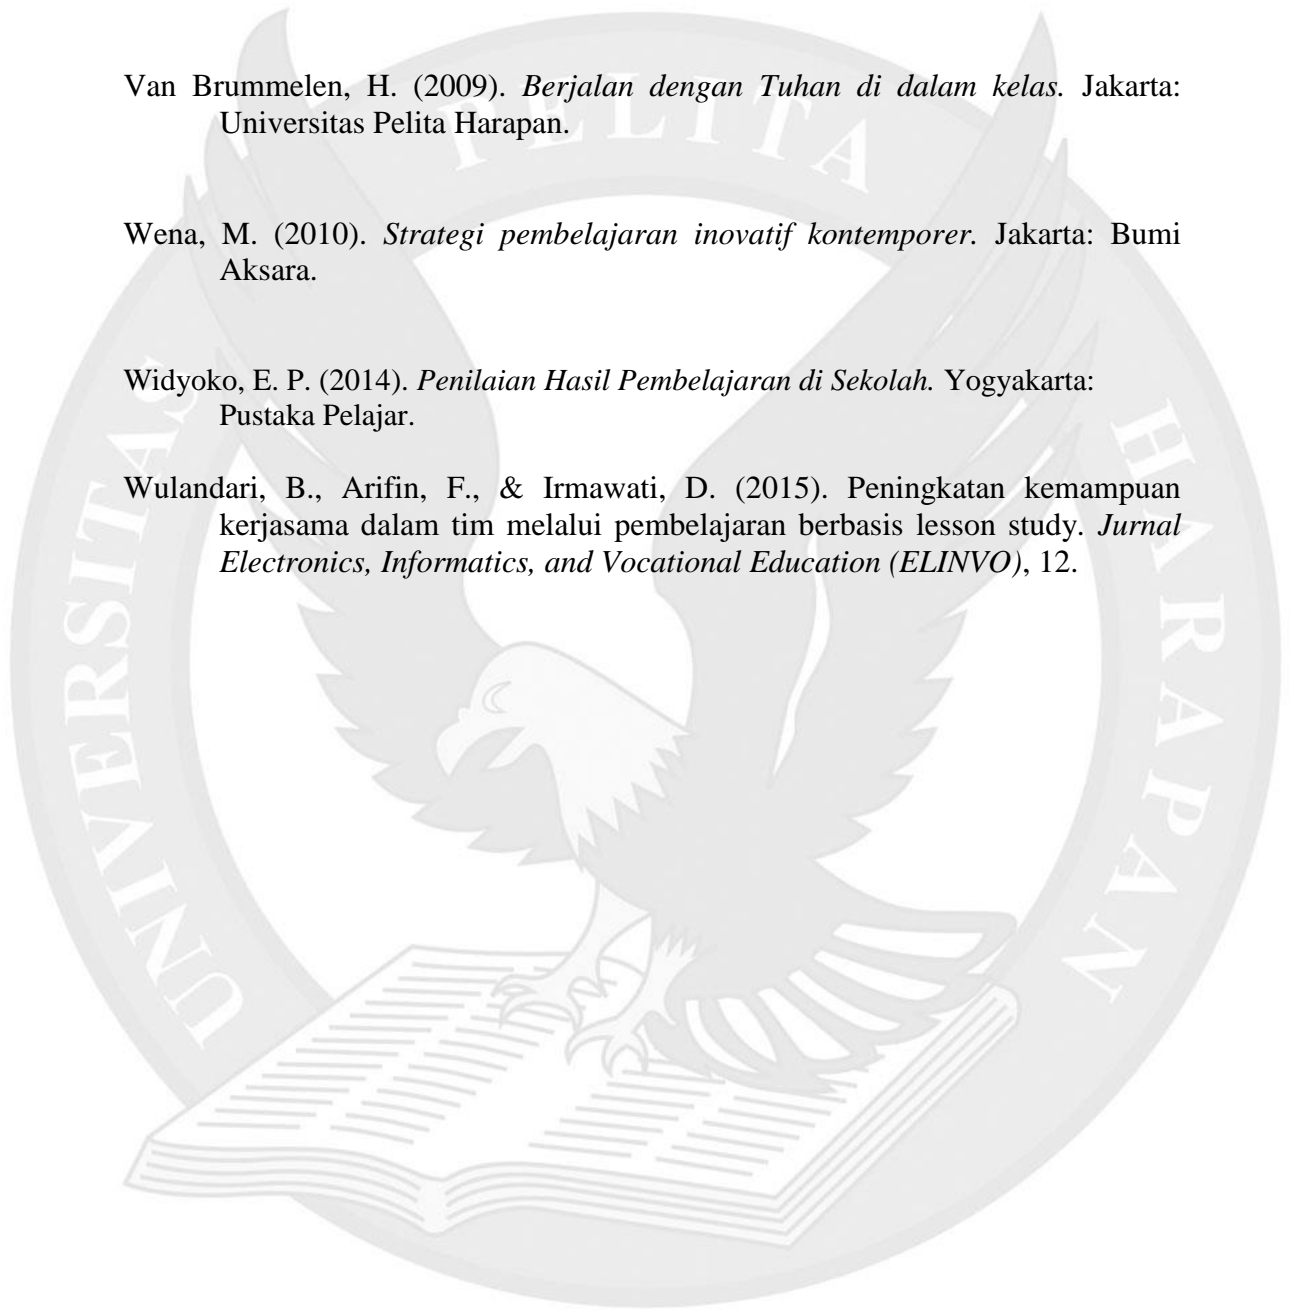 Van Brummelen, H. (2009). Berjalan dengan Tuhan di dalam kelas. Jakarta:
Universitas Pelita Harapan.
Wena, M. (2010). Strategi pembelajaran inovatif kontemporer. Jakarta: Bumi
Aksara.
Widyoko, E. P. (2014). Penilaian Hasil Pembelajaran di Sekolah. Yogyakarta:
Pustaka Pelajar.
Wulandari, B., Arifin, F., & Irmawati, D. (2015). Peningkatan kemampuan
kerjasama dalam tim melalui pembelajaran berbasis lesson study. Jurnal
Electronics, Informatics, and Vocational Education (ELINVO), 12.
UNIVERSITAS PELITA HARAPAN